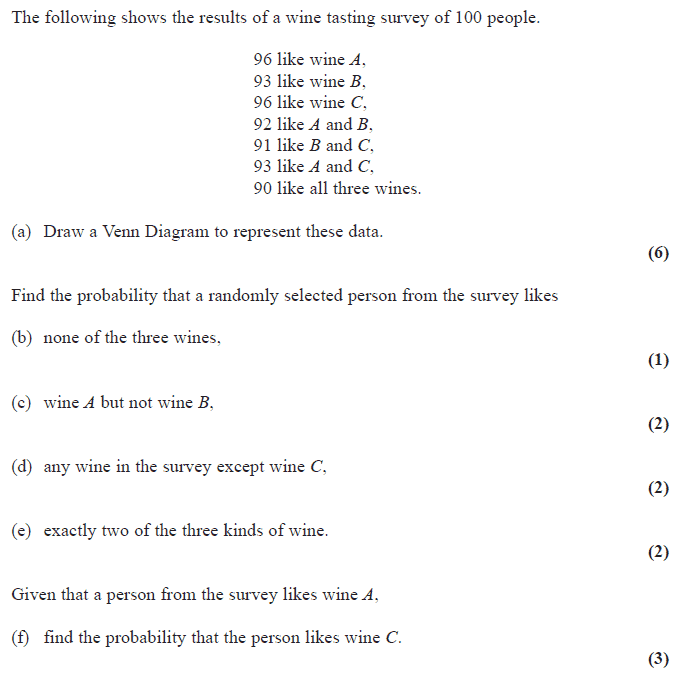 The following shows the results of a wine tasting survey of 100 people.
96 like wine A,
93 like wine B,
96 like wine C,
92 like A and B,
91 like B and C,
93 like A and C,
90 like all three wines.
(a) Draw a Venn Diagram to represent these data.
(6)
Find the probability that a randomly selected person from the survey likes
(b) none of the three wines,
(1)
(c) wine A but not wine B,
(2)
(d) any wine in the survey except wine C,
(2)
(e) exactly two of the three kinds of wine.
(2)
Given that a person from the survey likes wine A,
(f) find the probability that the person likes wine C.
(3)